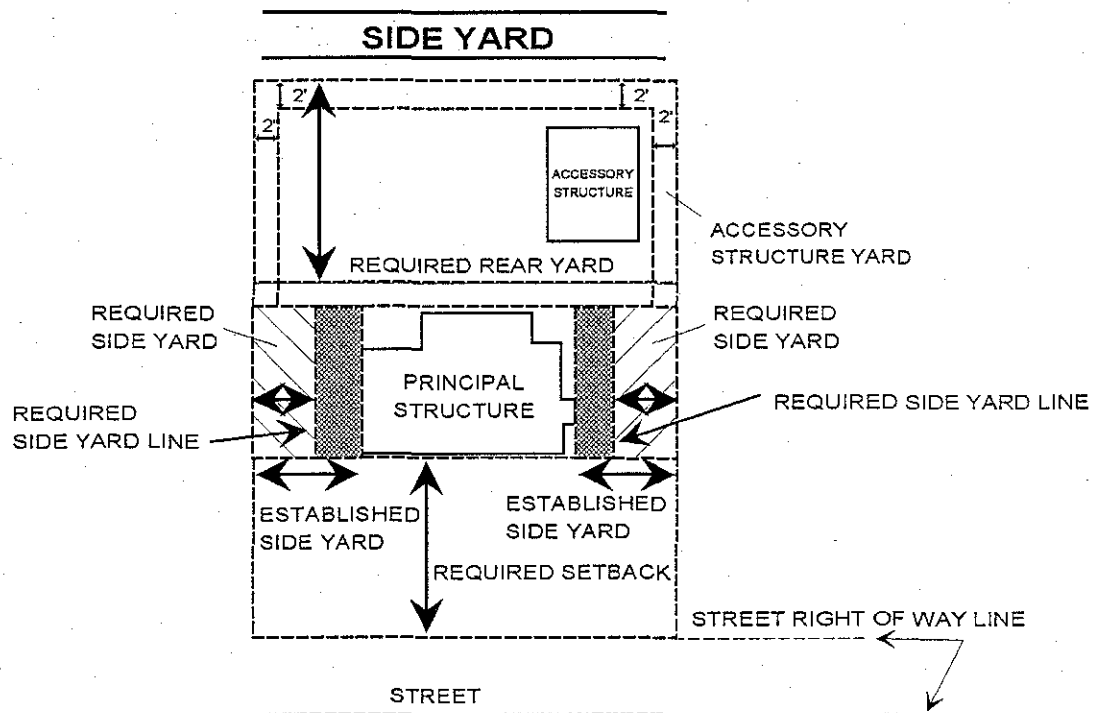 SIDE YARD
2'
2'
2'
2'
ACCESSORY
STRUCTURE
ACCESSORY
STRUCTURE YARD
REQUIRED REAR YARD
REQUIRED
SIDE YARD
REQUIRED
SIDE YARD
PRINCIPAL
STRUCTURE
REQUIRED
SIDE YARD LINE
REQUIRED SIDE YARD LINE
ESTABLISHED
SIDE YARD
ESTABLISHED
SIDE YARD
REQUIRED SETBACK
STREET RIGHT OF WAY LINE
STREET